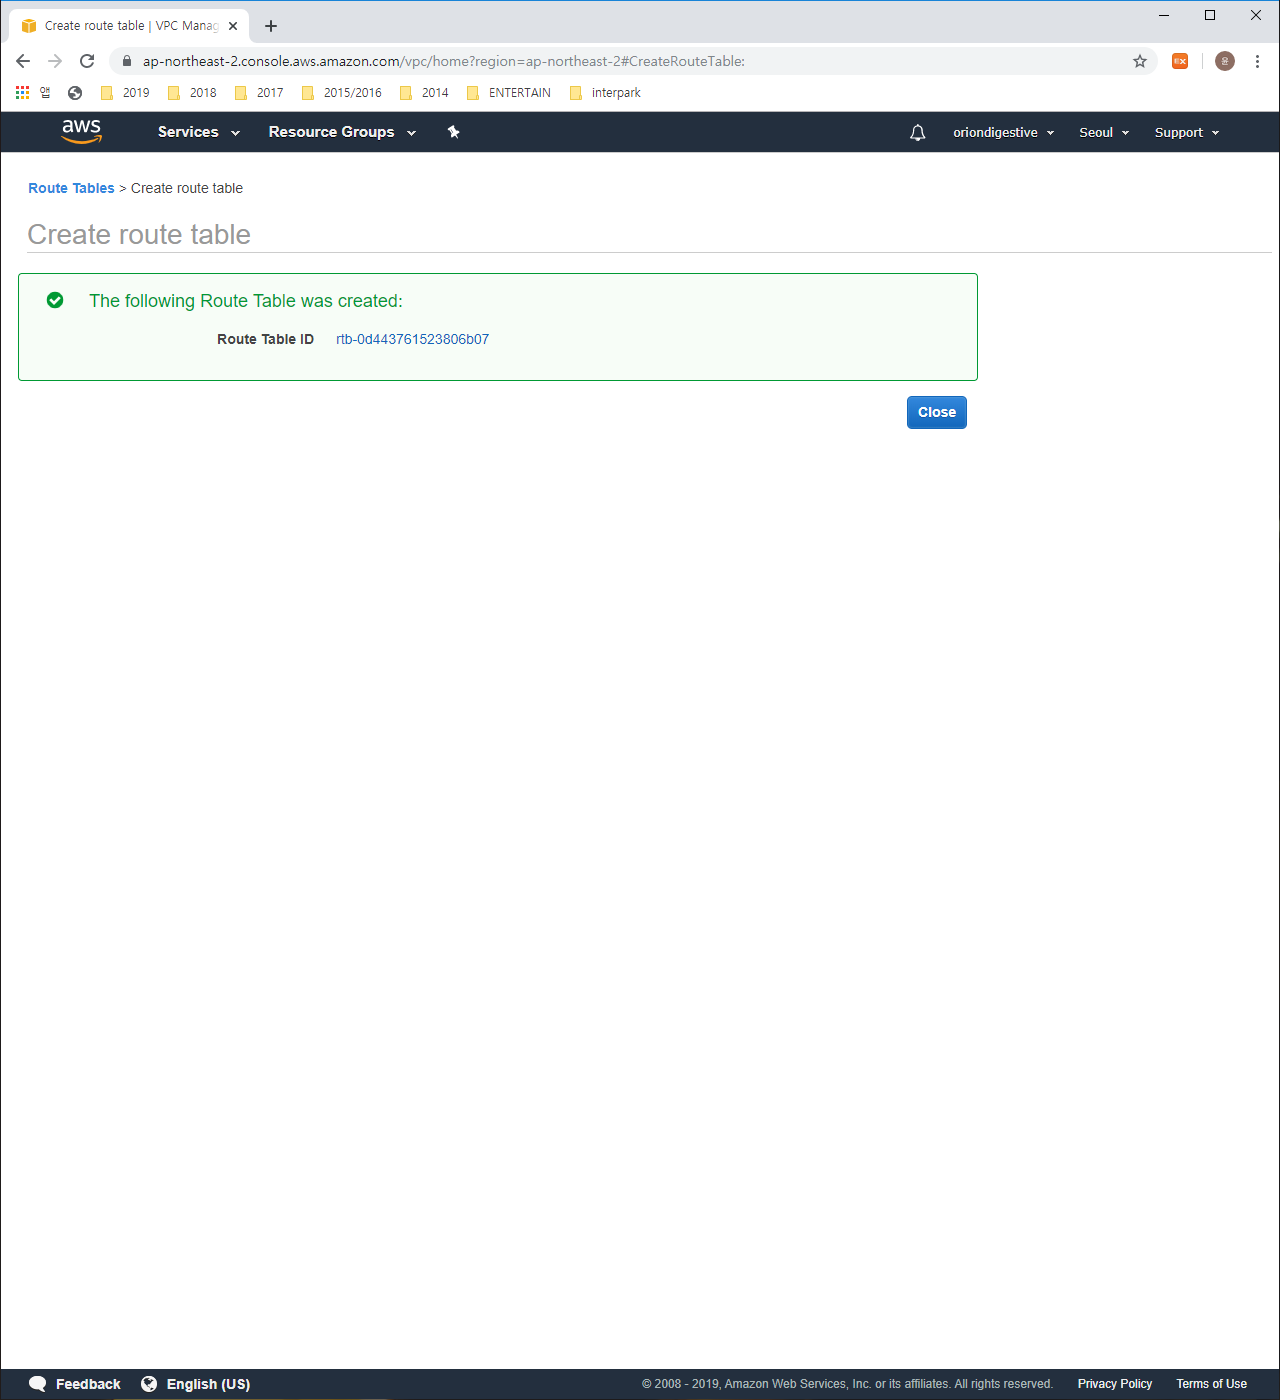 Create route table | VPC Manag
ap-northeast-2.console.aws.amazon.com/vpc/home?region=ap-northeast-2#CreateRouteTable:
2019 2018 2017 2015/2016 2014 ENTERTAIN interpark
aws Services Resource Groups oriondigestive Seoul Support
Route Tables > Create route table
Create route table
The following Route Table was created:
Route Table ID rtb-0d443761523806b07
Close
Feedback English (US) © 2008 - 2019, Amazon Web Services, Inc. or its affiliates. All rights reserved. Privacy Policy Terms of Use